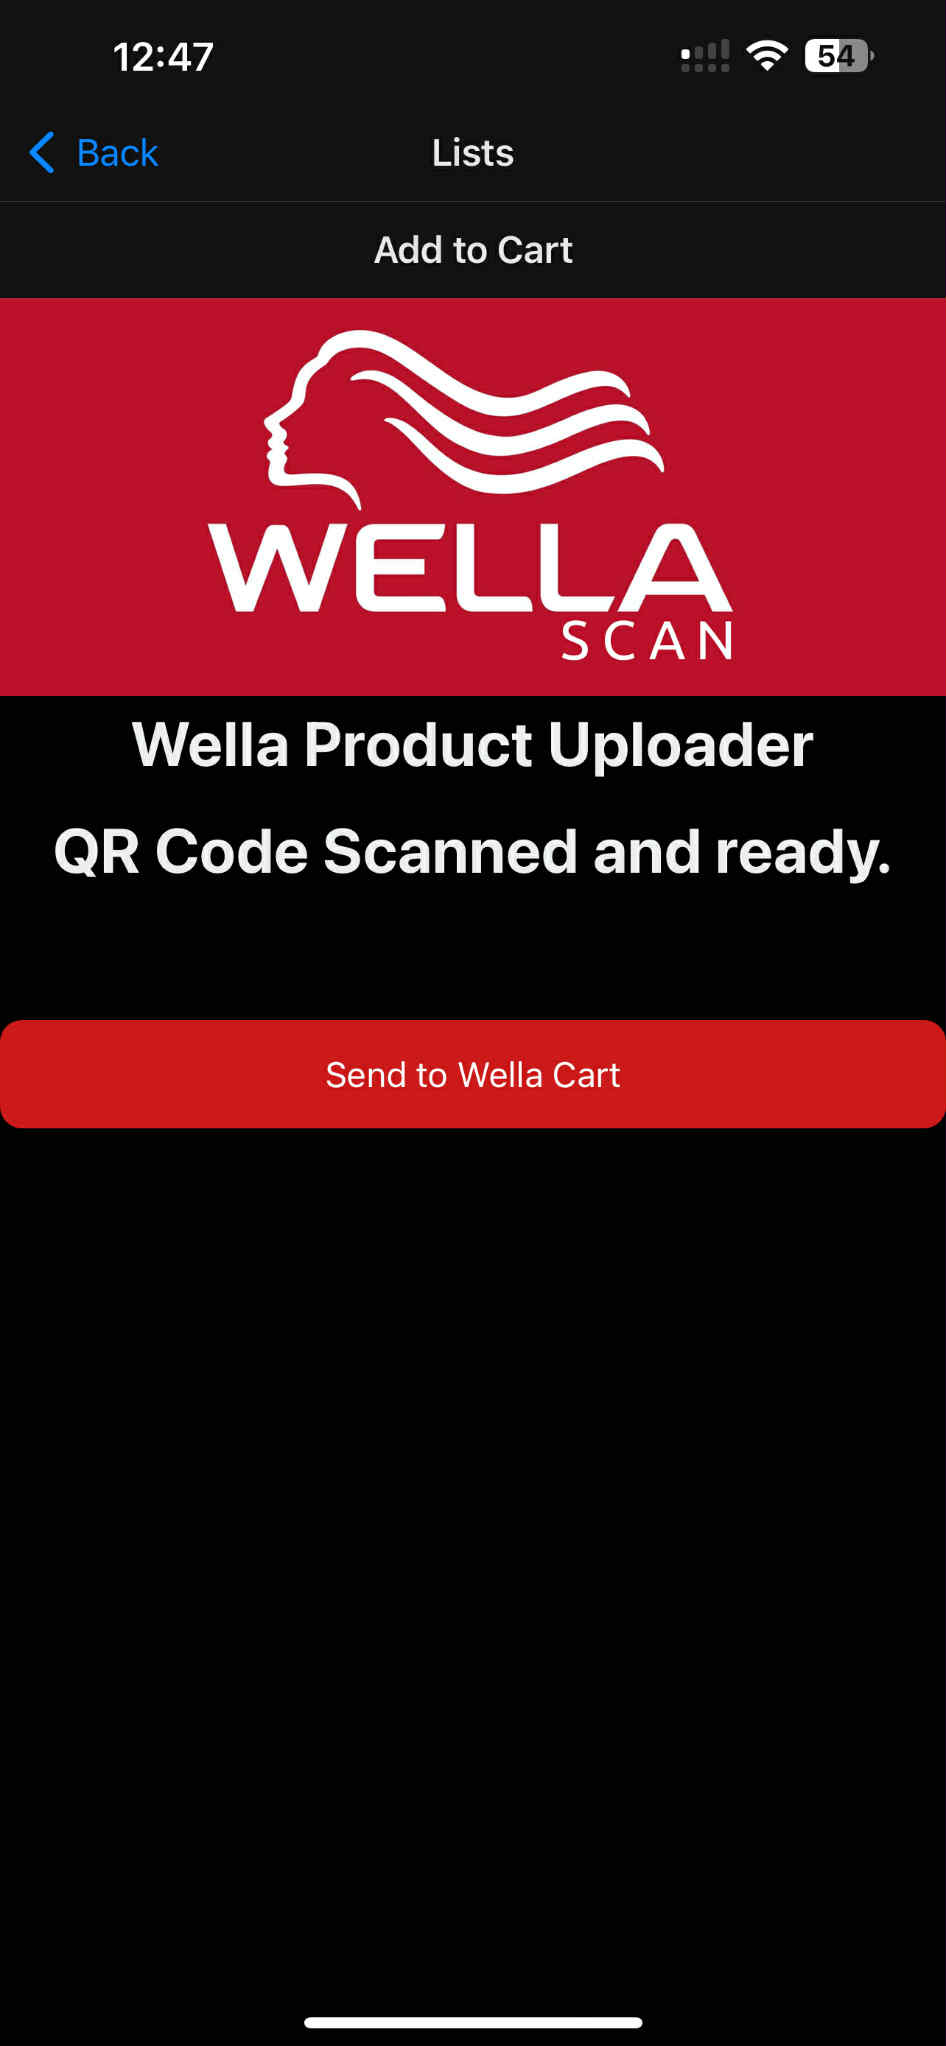 12:47
54
Back
Lists
Add to Cart
WELLA
SCAN
Wella Product Uploader
QR Code Scanned and ready.
Send to Wella Cart